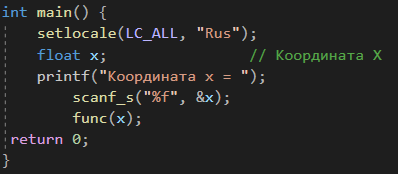 int main() {
setlocale(LC_ALL, "Rus");
float x; // Координата X
printf("Координата x = ");
scanf_s("%f", &x);
func(x);
return 0;
}